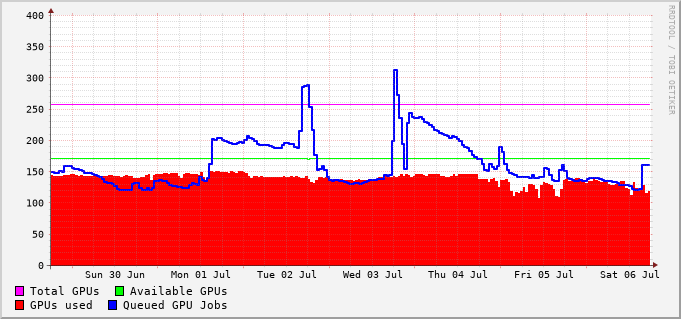 RRDTOOL / TOBI OETIKER
400
350
300
250
200
150
100
50
0
Sun 30 Jun Mon 01 Jul Tue 02 Jul Wed 03 Jul Thu 04 Jul Fri 05 Jul Sat 06 Jul
Total GPUs Available GPUs
GPUs used Queued GPU Jobs